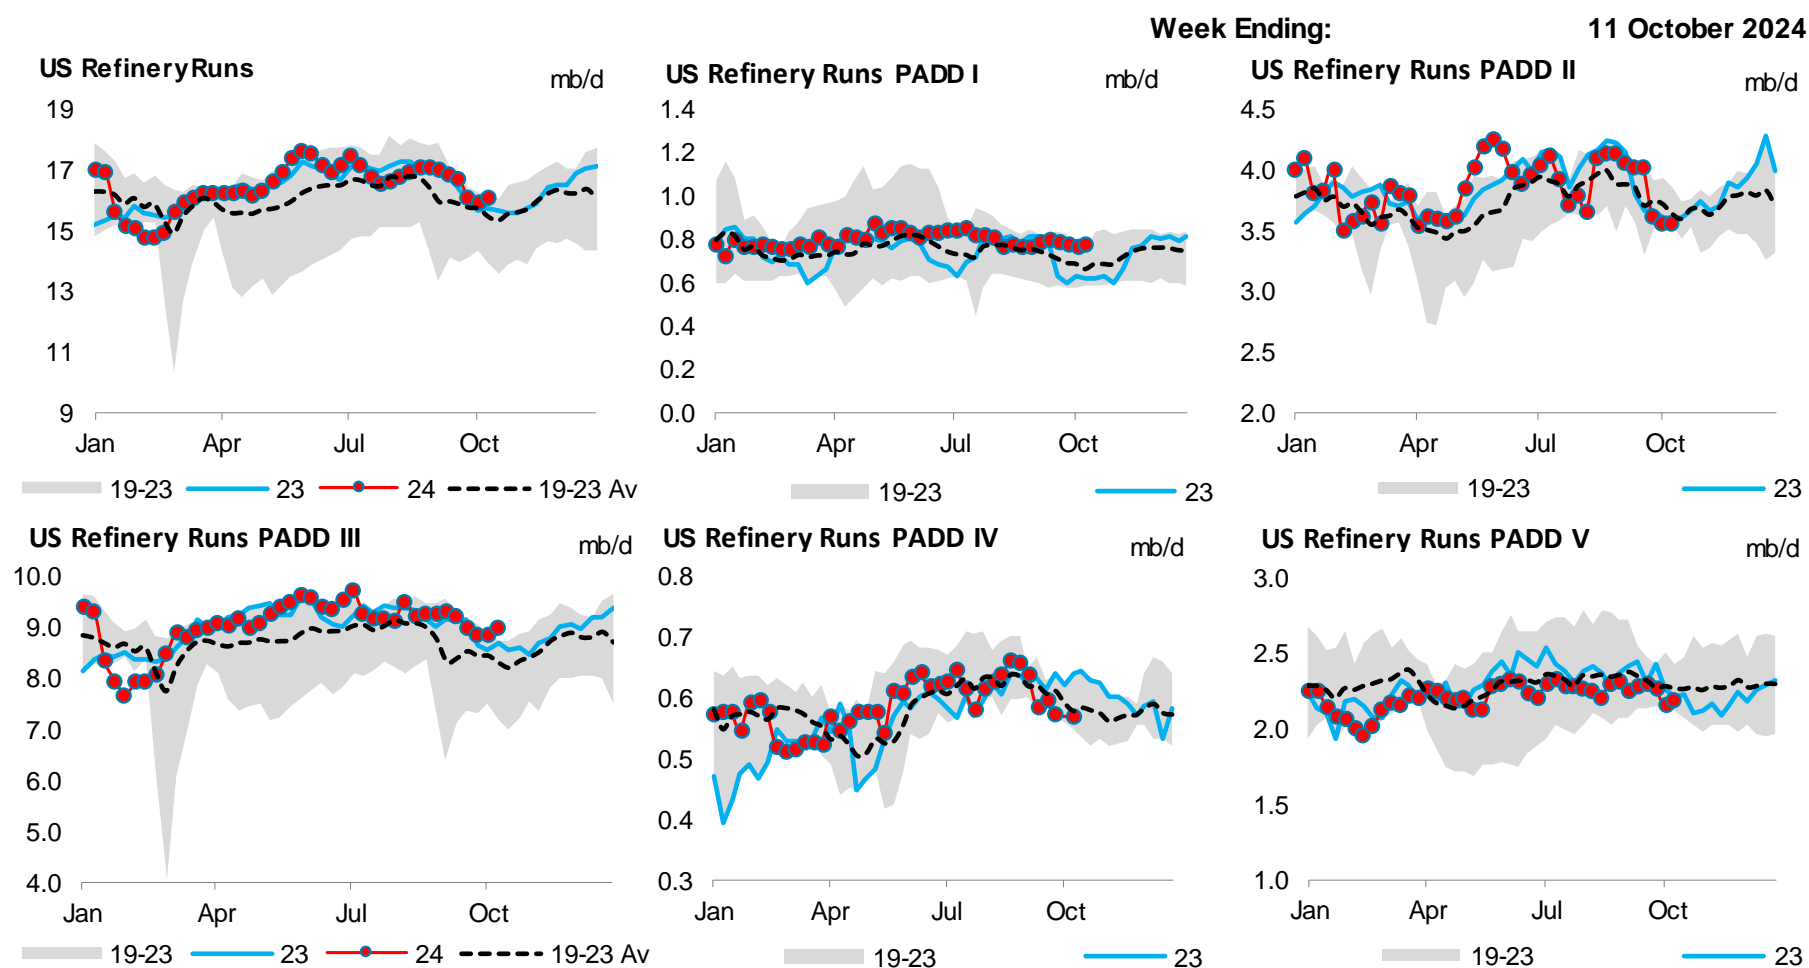 Week Ending: 11 October 2024
US Refinery Runs mb/d
19
17
15
13
11
9
Jan Apr Jul Oct
19-23 23 24 19-23 Av
US Refinery Runs PADD I mb/d
1.4
1.2
1.0
0.8
0.6
0.4
0.2
0.0
Jan Apr Jul Oct
19-23 23
US Refinery Runs PADD II mb/d
4.5
4.0
3.5
3.0
2.5
2.0
Jan Apr Jul Oct
19-23 23
US Refinery Runs PADD III mb/d
10.0
9.0
8.0
7.0
6.0
5.0
4.0
Jan Apr Jul Oct
19-23 23 24 19-23 Av
US Refinery Runs PADD IV mb/d
0.8
0.7
0.6
0.5
0.4
0.3
Jan Apr Jul Oct
19-23 23
US Refinery Runs PADD V mb/d
3.0
2.5
2.0
1.5
1.0
Jan Apr Jul Oct
19-23 23